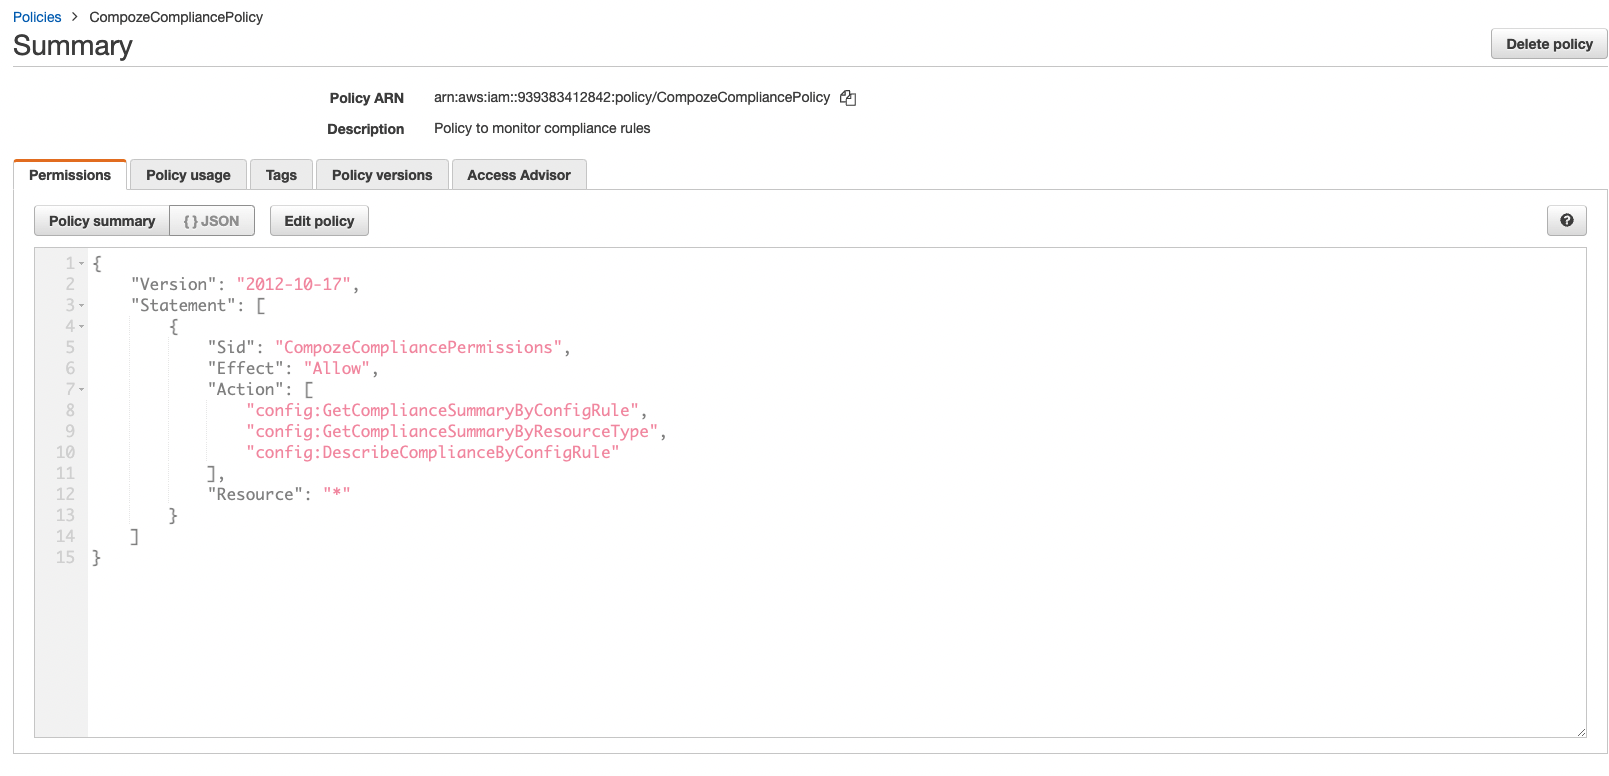 Policies > CompozeCompliancePolicy
Summary
Delete policy
Policy ARN arn:aws:iam::939383412842:policy/CompozeCompliancePolicy
Description Policy to monitor compliance rules
Permissions Policy usage Tags Policy versions Access Advisor
Policy summary { } JSON Edit policy ?
1 {
2 "Version": "2012-10-17",
3 "Statement": [
4 {
5 "Sid": "CompozeCompliancePermissions",
6 "Effect": "Allow",
7 "Action": [
8 "config:GetComplianceSummaryByConfigRule",
9 "config:GetComplianceSummaryByResourceType",
10 "config:DescribeComplianceByConfigRule"
11 ],
12 "Resource": "*"
13 }
14 ]
15 }